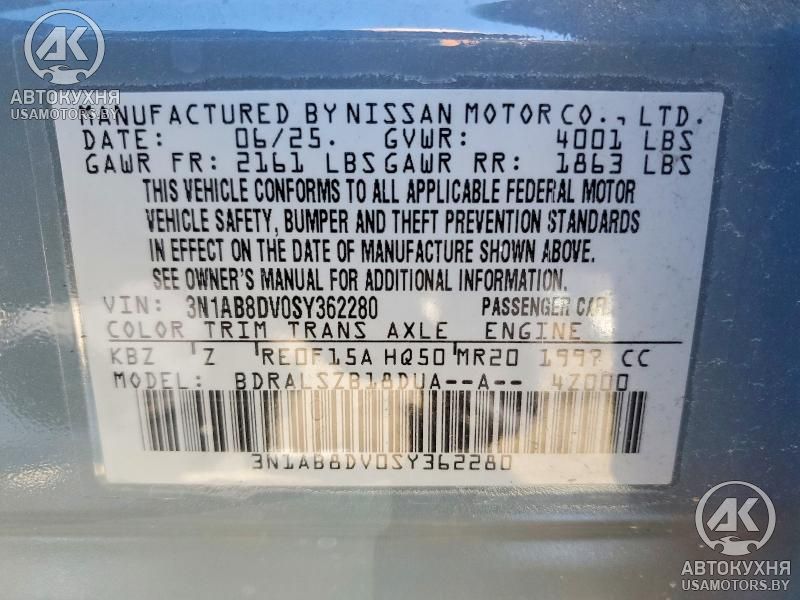 AK
АВТОКУХНЯ
USAMOTORS.BY
MANUFACTURED BY NISSAN MOTOR CO., LTD.
DATE: 06/25. GVWR: 4001 LBS
GAWR FR: 2161 LBS GAWR RR: 1863 LBS
THIS VEHICLE CONFORMS TO ALL APPLICABLE FEDERAL MOTOR
VEHICLE SAFETY, BUMPER AND THEFT PREVENTION STANDARDS
IN EFFECT ON THE DATE OF MANUFACTURE SHOWN ABOVE.
SEE OWNER'S MANUAL FOR ADDITIONAL INFORMATION.
VIN: 3N1AB8DV0SY362280 PASSENGER CAR
COLOR TRIM TRANS AXLE ENGINE
KBZ Z RE0F15A HQ50 MR20 1997 CC
MODEL: BDRALSZB18DUA--A-- 4Z000
3N1AB8DV0SY362280
AK
АВТОКУХНЯ
USAMOTORS.BY